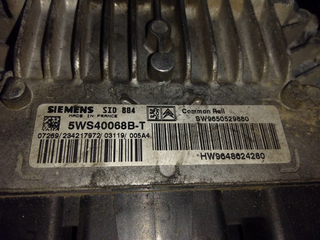 SIEMENS SID 804
MADE IN FRANCE
5WS40068B-T
07269/234217972/03119/005A4
Common Rail
SW9650529880
HW9648624280